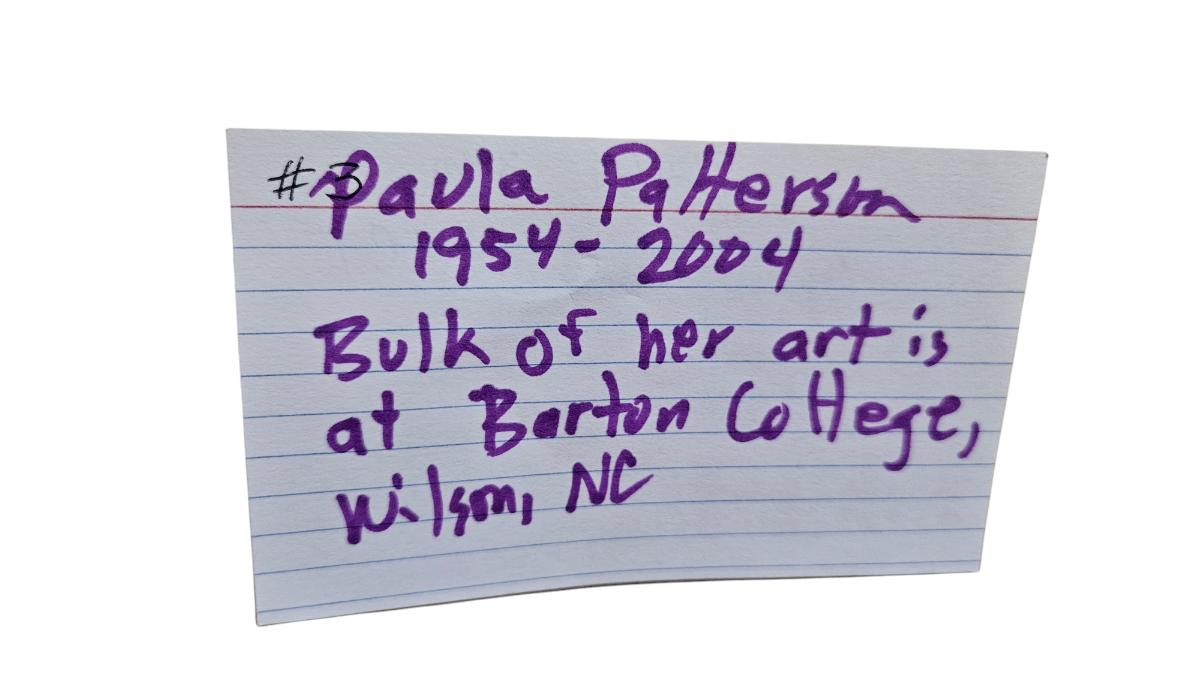 #3 Paula Patterson
1954 - 2004
Bulk of her art is
at Barton College,
Wilson, NC